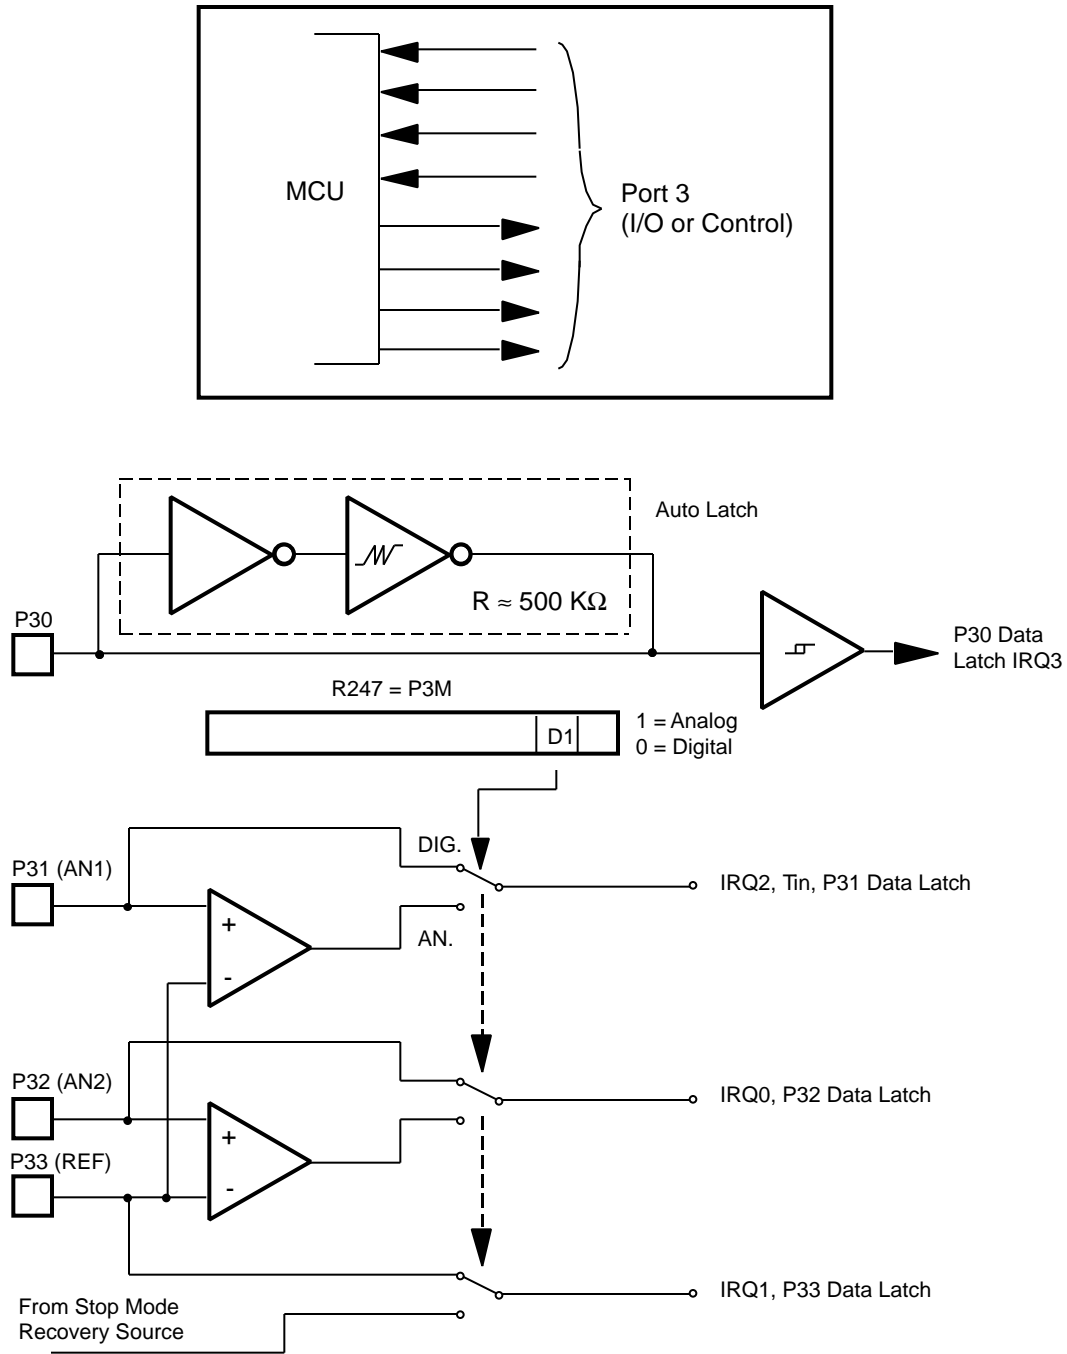 MCU
Port 3
(I/O or Control)
Auto Latch
R ≈ 500 KΩ
P30
P30 Data
Latch IRQ3
R247 = P3M
D1
1 = Analog
0 = Digital
DIG.
P31 (AN1)
IRQ2, Tin, P31 Data Latch
+
AN.
-
P32 (AN2)
IRQ0, P32 Data Latch
+
P33 (REF)
-
IRQ1, P33 Data Latch
From Stop Mode
Recovery Source